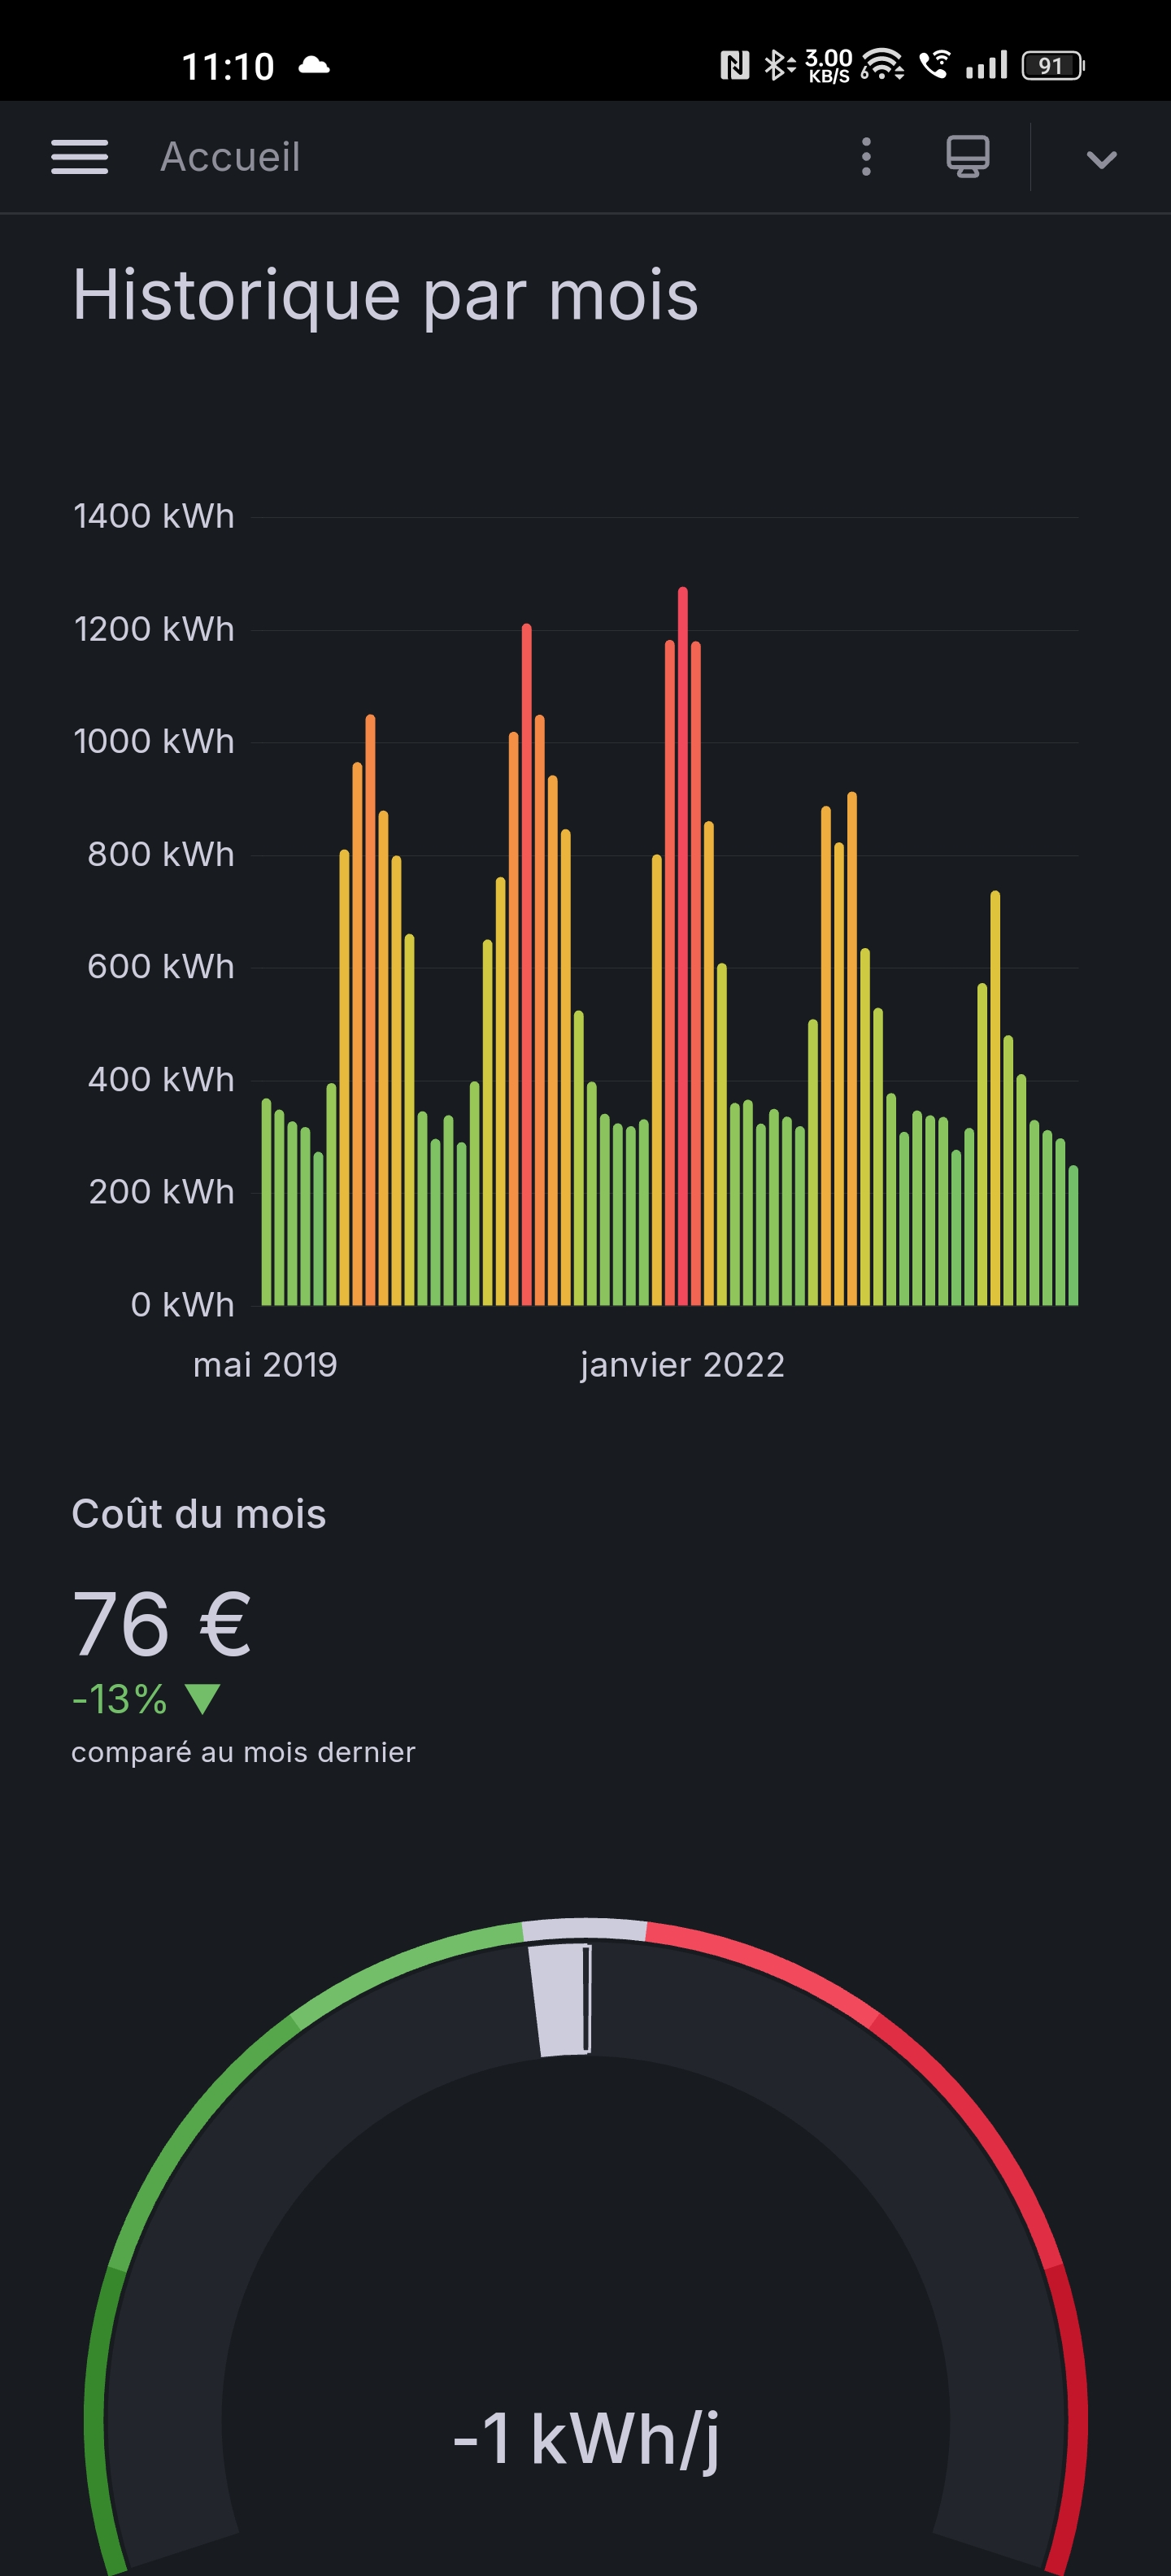 11:10
3.00
KB/S
6
91
Accueil
Historique par mois
1400 kWh
1200 kWh
1000 kWh
800 kWh
600 kWh
400 kWh
200 kWh
0 kWh
mai 2019 janvier 2022
Coût du mois
76 €
-13%
comparé au mois dernier
-1 kWh/j